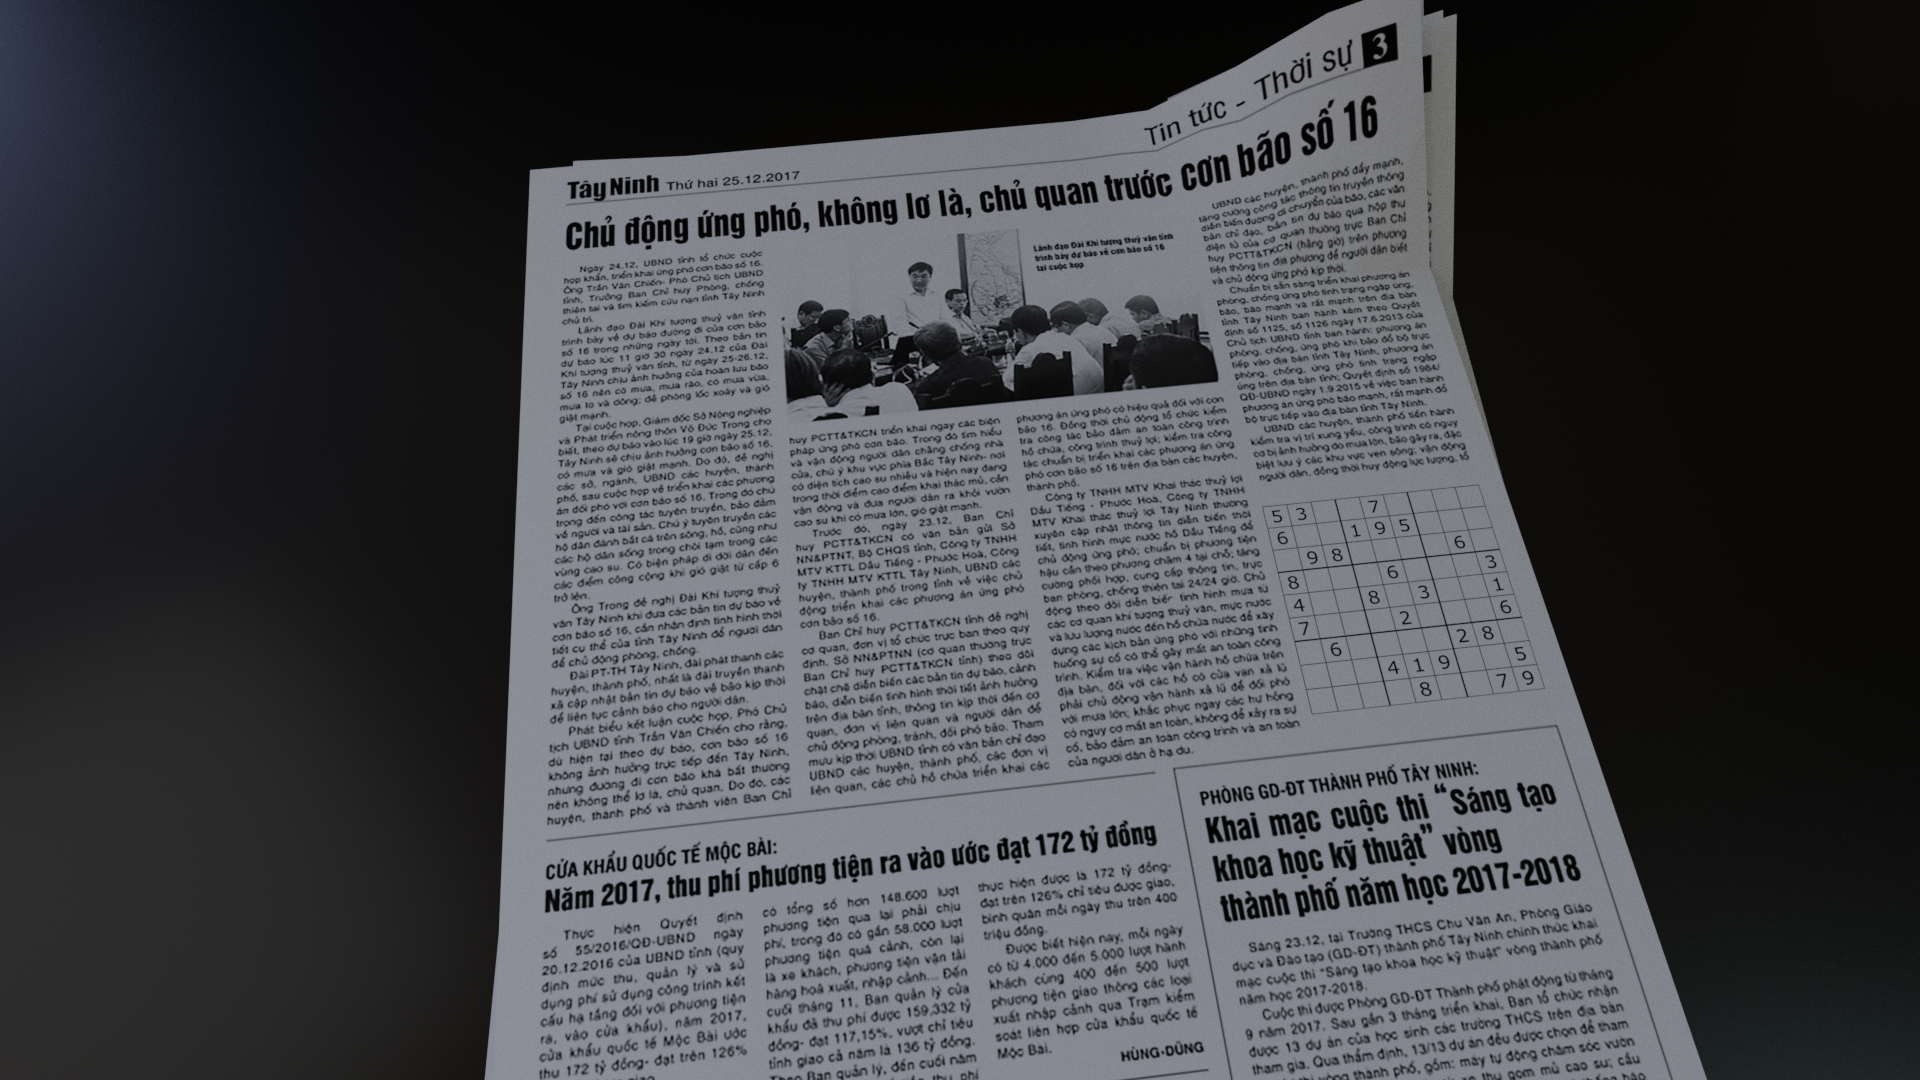 Tin tức - Thời sự 3
Tây Ninh Thứ hai 25.12.2017
Chủ động ứng phó, không lơ là, chủ quan trước cơn bão số 16
Ngày 24.12, UBND tỉnh tổ chức cuộc
họp khẩn, triển khai ứng phó cơn bão số 16.
Ông Trần Văn Chiến- Phó Chủ tịch UBND
tỉnh, Trưởng Ban Chỉ huy Phòng, chống
thiên tai và tìm kiếm cứu nạn tỉnh Tây Ninh
chủ trì.
Lãnh đạo Đài Khí tượng thuỷ văn tỉnh
trình bày về dự báo đường đi của cơn bão
số 16 trong những ngày tới. Theo bản tin
dự báo lúc 11 giờ 30 ngày 24.12 của Đài
Khí tượng thuỷ văn tỉnh, từ ngày 25-26.12,
Tây Ninh chịu ảnh hưởng của hoàn lưu bão
số 16 nên có mưa, mưa rào, có mưa vừa,
mưa to và dông; đề phòng lốc xoáy và gió
giật mạnh.
Tại cuộc họp, Giám đốc Sở Nông nghiệp
và Phát triển nông thôn Võ Đức Trong cho
biết, theo dự báo vào lúc 19 giờ ngày 25.12,
Tây Ninh sẽ chịu ảnh hưởng cơn bão số 16,
có mưa và gió giật mạnh. Do đó, đề nghị
các sở, ngành, UBND các huyện, thành
phố, sau cuộc họp về triển khai các phương
án đối phó với cơn bão số 16. Trong đó chú
trọng đến công tác tuyên truyền, bảo đảm
về người và tài sản. Chú ý tuyên truyền các
hộ dân đánh bắt cá trên sông, hồ, cũng như
các hộ dân sống trong chòi tạm trong các
vùng cao su. Có biện pháp di dời dân đến
các điểm công cộng khi gió giật từ cấp 6
trở lên.
Ông Trong đề nghị Đài Khí tượng thuỷ
văn Tây Ninh khi đưa các bản tin dự báo về
cơn bão số 16, cần nhận định tình hình thời
tiết cụ thể của tỉnh Tây Ninh để người dân
để chủ động phòng, chống.
Đài PT-TH Tây Ninh, đài phát thanh các
huyện, thành phố, nhất là đài truyền thanh
xã cập nhật bản tin dự báo về bão kịp thời
để liên tục cảnh báo cho người dân.
Phát biểu kết luận cuộc họp, Phó Chủ
tịch UBND tỉnh Trần Văn Chiến cho rằng,
dù hiện tại theo dự báo, cơn bão số 16
không ảnh hưởng trực tiếp đến Tây Ninh,
nhưng đường đi cơn bão khá bất thường
nên không thể lơ là, chủ quan. Do đó, các
huyện, thành phố và thành viên Ban Chỉ
Lãnh đạo Đài Khí tượng thuỷ văn tỉnh
trình bày dự báo về cơn bão số 16
tại cuộc họp
huy PCTT&TKCN triển khai ngay các biện
pháp ứng phó cơn bão. Trong đó tìm hiểu
và vận động người dân chằng chống nhà
cửa, chú ý khu vực phía Bắc Tây Ninh- nơi
có diện tích cao su nhiều và hiện nay đang
trong thời điểm cao điểm khai thác mủ, cần
vận động và đưa người dân ra khỏi vườn
cao su khi có mưa lớn, gió giật mạnh.
Trước đó, ngày 23.12, Ban Chỉ
huy PCTT&TKCN có văn bản gửi Sở
NN&PTNT, Bộ CHQS tỉnh, Công ty TNHH
MTV KTTL Dầu Tiếng - Phước Hoà, Công
ty TNHH MTV KTTL Tây Ninh, UBND các
huyện, thành phố trong tỉnh về việc chủ
động triển khai các phương án ứng phó
cơn bão số 16.
Ban Chỉ huy PCTT&TKCN tỉnh đề nghị
cơ quan, đơn vị tổ chức trực ban theo quy
định. Sở NN&PTNN (cơ quan thường trực
Ban Chỉ huy PCTT&TKCN tỉnh) theo dõi
chặt chẽ diễn biến các bản tin dự báo, cảnh
báo, diễn biến tình hình thời tiết ảnh hưởng
trên địa bàn tỉnh, thông tin kịp thời đến cơ
quan, đơn vị liên quan và người dân để
chủ động phòng, tránh, đối phó bão. Tham
mưu kịp thời UBND tỉnh có văn bản chỉ đạo
UBND các huyện, thành phố, các đơn vị
liên quan, các chủ hồ chứa triển khai các
phương án ứng phó có hiệu quả đối với cơn
bão 16. Đồng thời chủ động tổ chức kiểm
tra công tác bảo đảm an toàn công trình
hồ chứa, công trình thuỷ lợi; kiểm tra công
tác chuẩn bị triển khai các phương án ứng
phó cơn bão số 16 trên địa bàn các huyện,
thành phố.
Công ty TNHH MTV Khai thác thuỷ lợi
Dầu Tiếng - Phước Hoà, Công ty TNHH
MTV Khai thác thuỷ lợi Tây Ninh thường
xuyên cập nhật thông tin diễn biến thời
tiết, tình hình mực nước hồ Dầu Tiếng để
chủ động ứng phó; chuẩn bị phương tiện
hậu cần theo phương châm 4 tại chỗ; tăng
cường phối hợp, cung cấp thông tin, trực
ban phòng, chống thiên tai 24/24 giờ. Chủ
động theo dõi diễn biến tình hình mưa từ
các cơ quan khí tượng thuỷ văn, mực nước
và lưu lượng nước đến hồ chứa nước để xây
dựng các kịch bản ứng phó với những tình
huống sự cố có thể gây mất an toàn công
trình. Kiểm tra việc vận hành hồ chứa trên
địa bàn, đối với các hồ có cửa van xả lũ
phải chủ động vận hành xả lũ để đối phó
với mưa lớn; khắc phục ngay các hư hỏng
có nguy cơ mất an toàn, không để xảy ra sự
cố, bảo đảm an toàn công trình và an toàn
của người dân ở hạ du.
UBND các huyện, thành phố đẩy mạnh,
tăng cường công tác thông tin truyền thông
diễn biến đường di chuyển của bão, các văn
bản chỉ đạo, bản tin dự báo qua hộp thư
điện tử của cơ quan thường trực Ban Chỉ
huy PCTT&TKCN (hằng giờ) trên phương
tiện thông tin địa phương để người dân biết
và chủ động ứng phó kịp thời.
Chuẩn bị sẵn sàng triển khai phương án
phòng, chống ứng phó tình trạng ngập úng,
bão, bão mạnh và rất mạnh trên địa bàn
tỉnh Tây Ninh ban hành kèm theo Quyết
định số 1125, số 1126 ngày 17.6.2013 của
Chủ tịch UBND tỉnh ban hành: phương án
phòng, chống, ứng phó khi bão đổ bộ trực
tiếp vào địa bàn tỉnh Tây Ninh, phương án
phòng, chống, ứng phó tình trạng ngập
úng trên địa bàn tỉnh; Quyết định số 1984/
QĐ-UBND ngày 1.9.2015 về việc ban hành
phương án ứng phó bão mạnh, rất mạnh đổ
bộ trực tiếp vào địa bàn tỉnh Tây Ninh.
UBND các huyện, thành phố tiến hành
kiểm tra vị trí xung yếu, công trình có nguy
cơ bị ảnh hưởng do mưa lớn, bão gây ra, đặc
biệt lưu ý các khu vực ven sông; vận động
người dân, đồng thời huy động lực lượng, tổ
5 3 7
6 1 9 5
9 8 6
8 6 3
4 8 3 1
7 2 6
6 2 8
4 1 9 5
8 7 9
CỬA KHẨU QUỐC TẾ MỘC BÀI:
Năm 2017, thu phí phương tiện ra vào ước đạt 172 tỷ đồng
Thực hiện Quyết định
số 55/2016/QĐ-UBND ngày
20.12.2016 của UBND tỉnh (quy
định mức thu, quản lý và sử
dụng phí sử dụng công trình kết
cấu hạ tầng đối với phương tiện
ra, vào cửa khẩu), năm 2017,
cửa khẩu quốc tế Mộc Bài ước
thu 172 tỷ đồng- đạt trên 126%
giao.
có tổng số hơn 148.600 lượt
phương tiện qua lại phải chịu
phí, trong đó có gần 58.000 lượt
phương tiện quá cảnh, còn lại
là xe khách, phương tiện vận tải
hàng hoá xuất, nhập cảnh... Đến
cuối tháng 11, Ban quản lý cửa
khẩu đã thu phí được 159,332 tỷ
đồng- đạt 117,15%, vượt chỉ tiêu
tỉnh giao cả năm là 136 tỷ đồng.
Theo Ban quản lý, đến cuối năm
thu phí
thực hiện được là 172 tỷ đồng-
đạt trên 126% chỉ tiêu được giao,
bình quân mỗi ngày thu trên 400
triệu đồng.
Được biết hiện nay, mỗi ngày
có từ 4.000 đến 5.000 lượt hành
khách cùng 400 đến 500 lượt
phương tiện giao thông các loại
xuất nhập cảnh qua Trạm kiểm
soát liên hợp cửa khẩu quốc tế
Mộc Bài.
HÙNG-DŨNG
PHÒNG GD-ĐT THÀNH PHỐ TÂY NINH:
Khai mạc cuộc thi “Sáng tạo
khoa học kỹ thuật” vòng
thành phố năm học 2017-2018
Sáng 23.12, tại Trường THCS Chu Văn An, Phòng Giáo
dục và Đào tạo (GD-ĐT) thành phố Tây Ninh chính thức khai
mạc cuộc thi “Sáng tạo khoa học kỹ thuật” vòng thành phố
năm học 2017-2018.
Cuộc thi được Phòng GD-ĐT Thành phố phát động từ tháng
9 năm 2017. Sau gần 3 tháng triển khai, Ban tổ chức nhận
được 13 dự án của học sinh các trường THCS trên địa bàn
tham gia. Qua thẩm định, 13/13 dự án đều được chọn để tham
thi vòng thành phố, gồm: máy tự động chăm sóc vườn
thu gom mủ cao su; cầu